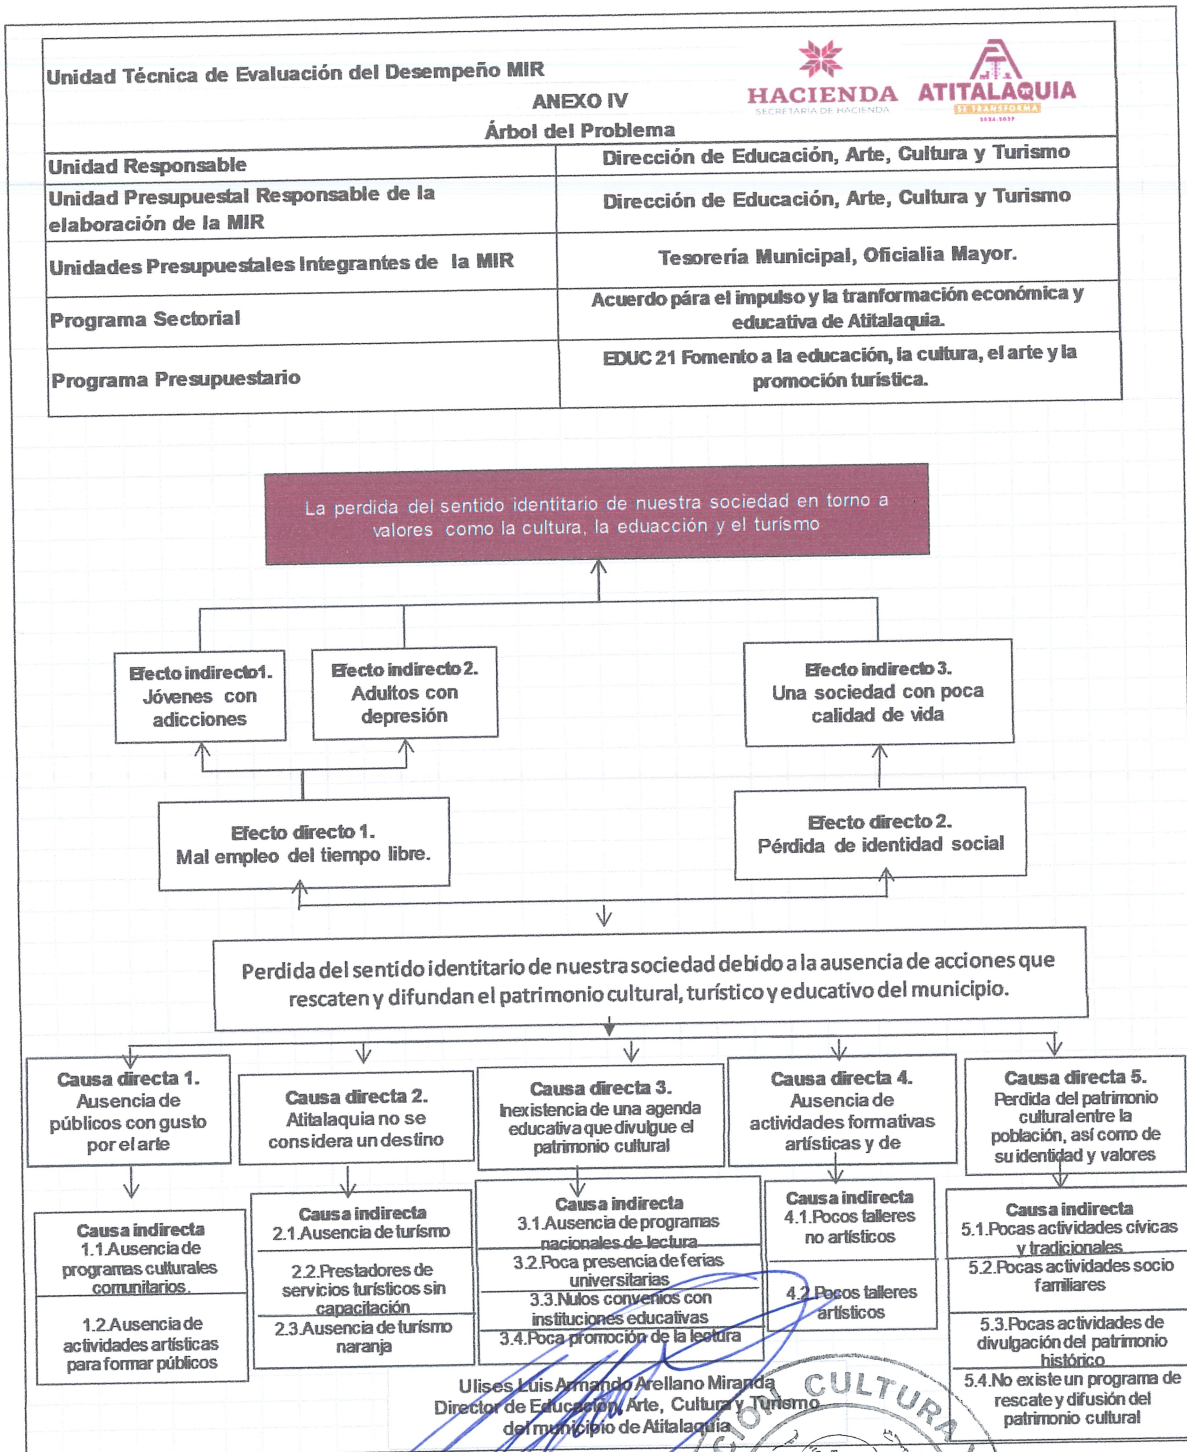 Unidad Técnica de Evaluación del Desempeño MIR
ANEXO IV
Árbol del Problema
HACIENDA
SECRETARÍA DE HACIENDA
ATITALAQUIA
SE TRANSFORMA
2024-2027
Unidad Responsable
Dirección de Educación, Arte, Cultura y Turismo
Unidad Presupuestal Responsable de la
elaboración de la MIR
Dirección de Educación, Arte, Cultura y Turismo
Unidades Presupuestales Integrantes de la MIR
Tesorería Municipal, Oficialia Mayor.
Programa Sectorial
Acuerdo pára el impulso y la tranformación económica y
educativa de Atitalaquia.
Programa Presupuestario
EDUC 21 Fomento a la educación, la cultura, el arte y la
promoción turística.
La perdida del sentido identitario de nuestra sociedad en torno a
valores como la cultura, la eduacción y el turísmo
Efecto indirecto1.
Jóvenes con
adicciones
Efecto indirecto 2.
Adultos con
depresión
Efecto indirecto 3.
Una sociedad con poca
calidad de vida
Efecto directo 1.
Mal empleo del tiempo libre.
Efecto directo 2.
Pérdida de identidad social
Perdida del sentido identitario de nuestra sociedad debido a la ausencia de acciones que
rescaten y difundan el patrimonio cultural, turístico y educativo del municipio.
Causa directa 1.
Ausencia de
públicos con gusto
por el arte
Causa directa 2.
Atitalaquia no se
considera un destino
Causa directa 3.
Inexistencia de una agenda
educativa que divulgue el
patrimonio cultural
Causa directa 4.
Ausencia de
actividades formativas
artísticas y de
Causa directa 5.
Perdida del patrimonio
cultural entre la
población, así como de
su identidad y valores
Causa indirecta
1.1.Ausencia de
programas culturales
comunitarios.
1.2.Ausencia de
actividades artísticas
para formar públicos
Causa indirecta
2.1.Ausencia de turísmo
2.2.Prestadores de
servicios turísticos sin
capacitación
2.3.Ausencia de turísmo
naranja
Causa indirecta
3.1.Ausencia de programas
nacionales de lectura
3.2.Poca presencia de ferias
universitarias
3.3.Nulos convenios con
instituciones educativas
3.4.Poca promoción de la lectura
Causa indirecta
4.1.Pocos talleres
no artísticos
4.2.Pocos talleres
artísticos
Causa indirecta
5.1.Pocas actividades cívicas
y tradicionales
5.2.Pocas actividades socio
familiares
5.3.Pocas actividades de
divulgación del patrimonio
histórico
5.4.No existe un programa de
rescate y difusión del
patrimonio cultural
Ulises Luis Armando Arellano Miranda
Director de Educación, Arte, Cultura y Turismo
del municipio de Atitalaquia
CULTURA